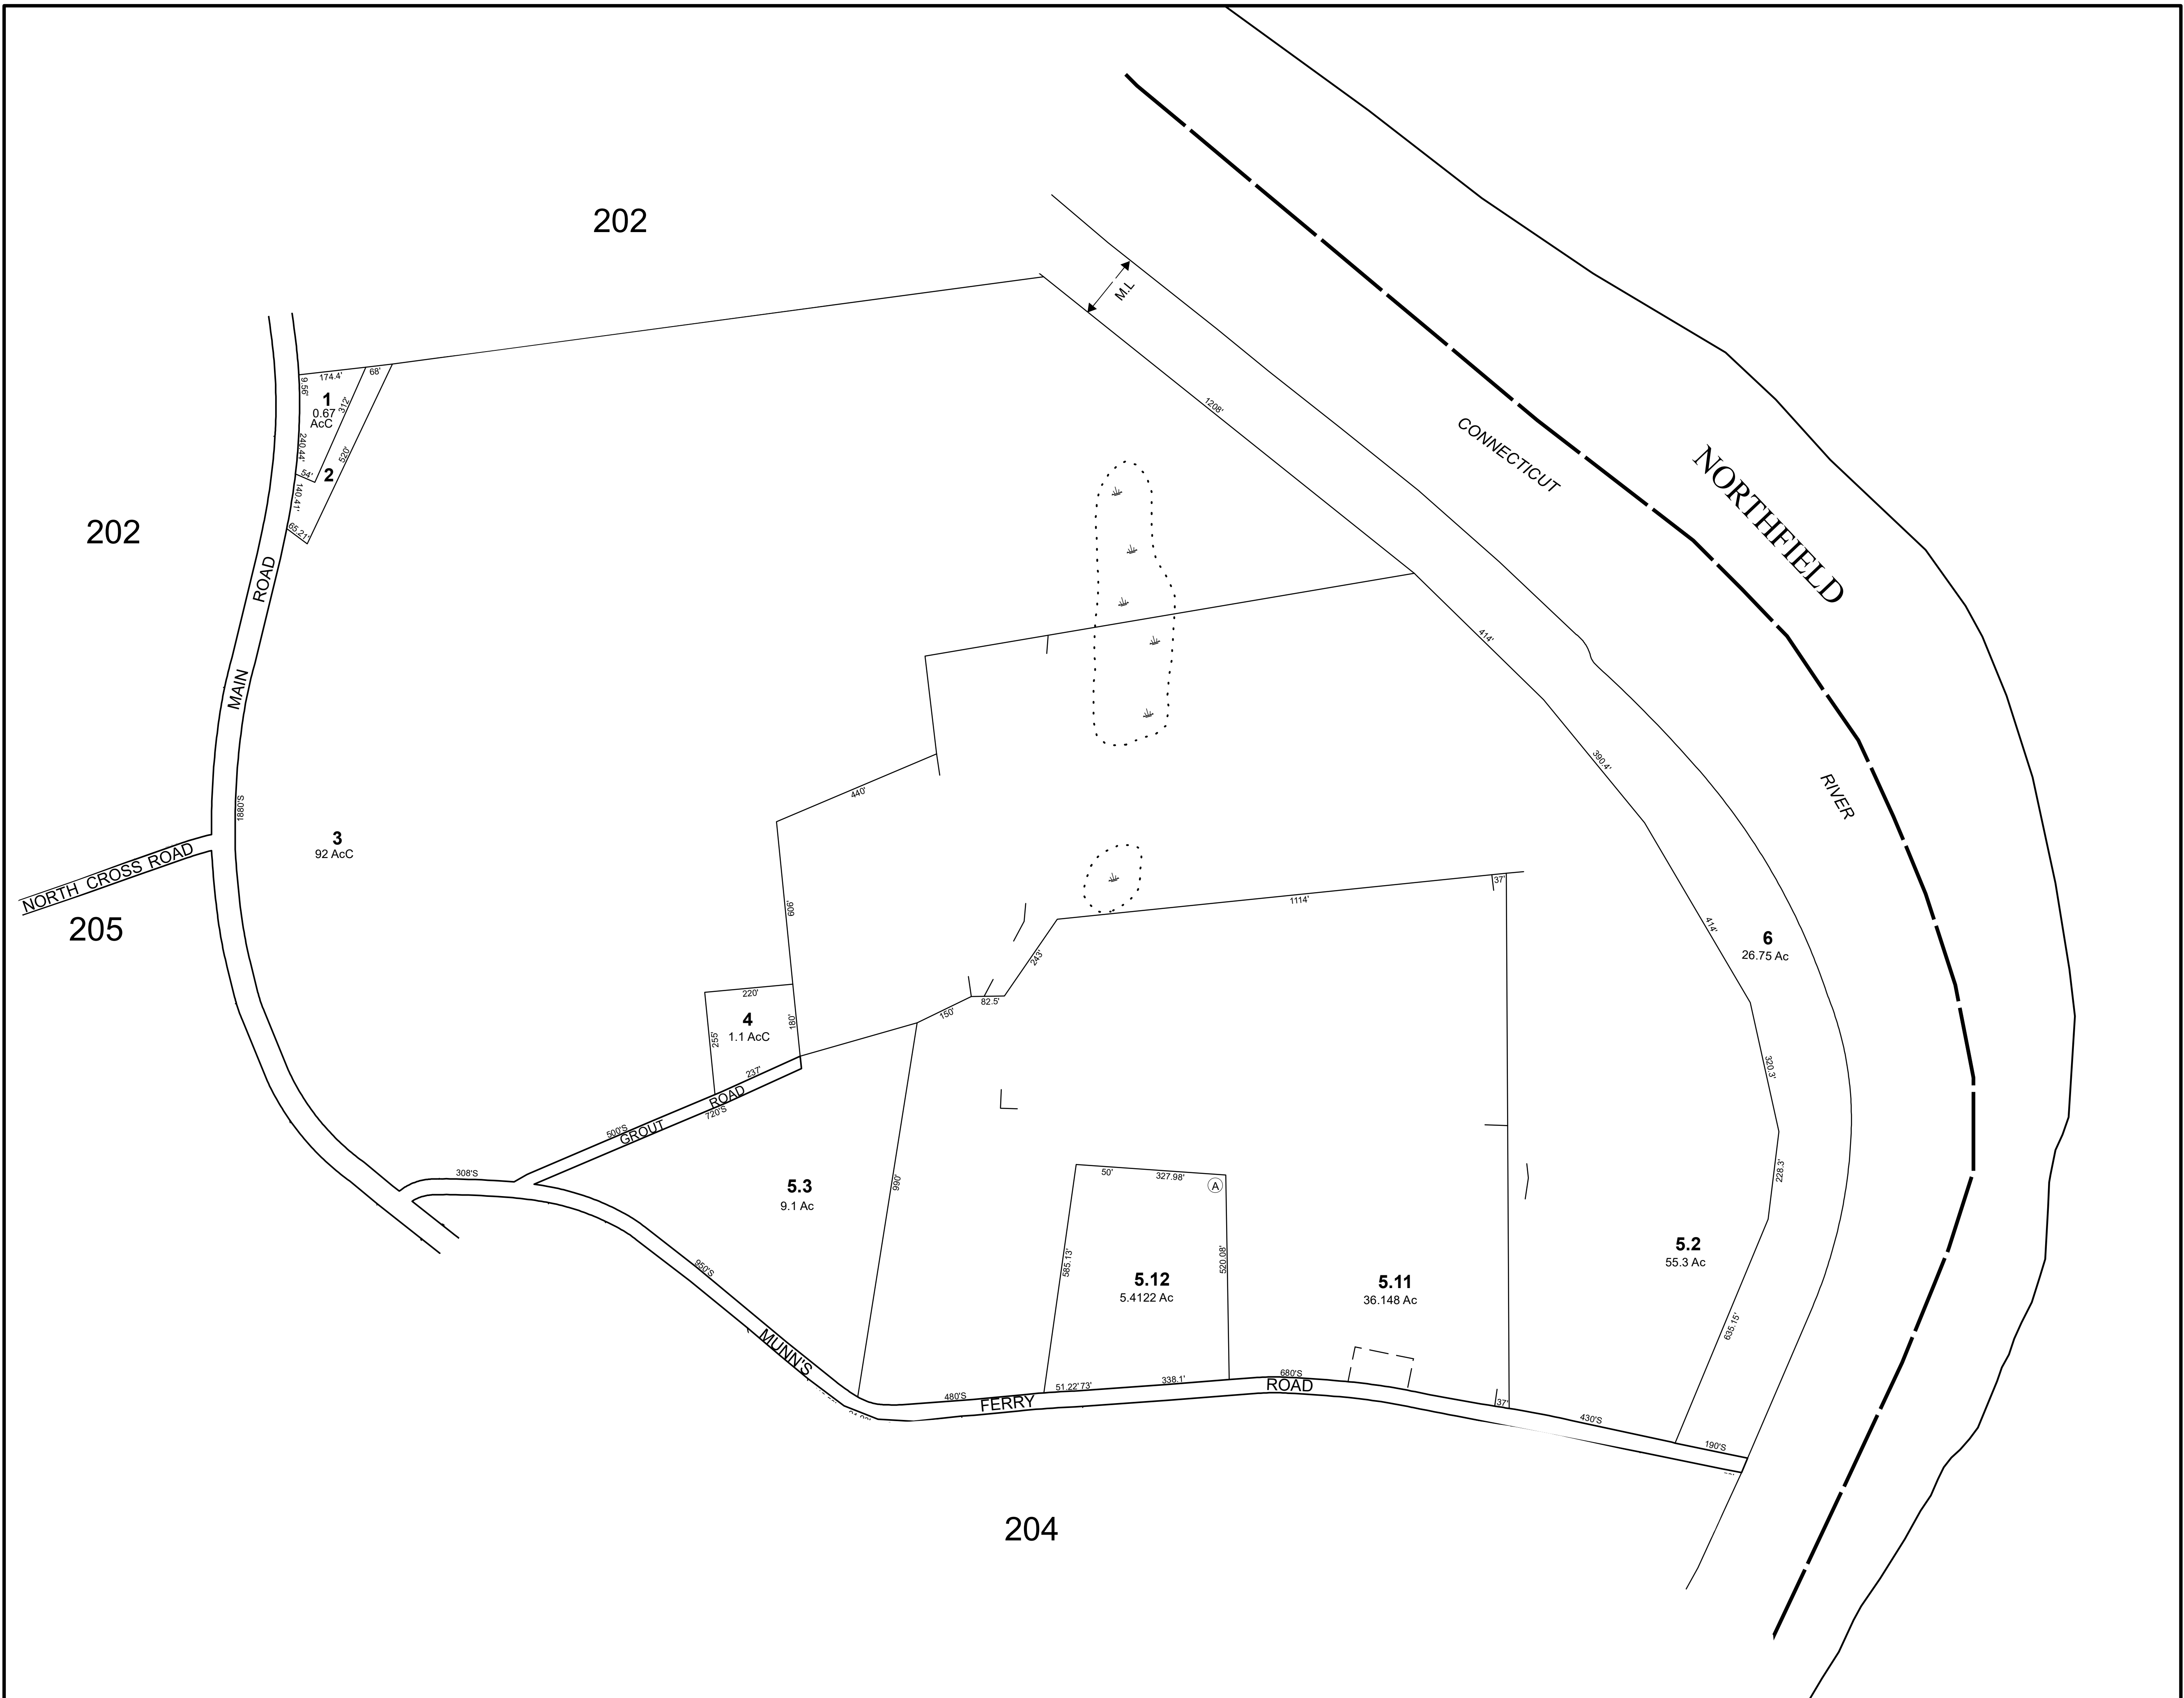 202
M.L
174.4'
68'
9.56'
1
0.67
AcC
312'
240.44'
520'
54'
2
140.41'
65.21'
1208'
CONNECTICUT
NORTHFIELD
202
MAIN ROAD
414'
390.4'
RIVER
440'
1880'S
3
92 AcC
NORTH CROSS ROAD
205
606'
37'
1114'
414'
6
26.75 Ac
243'
82.5'
150'
220'
4
1.1 AcC
180'
255'
237'
GROUT ROAD
720'S
500'S
320.3'
308'S
5.3
9.1 Ac
990'
50'
327.98'
A
228.3'
585.13'
520.08'
5.12
5.4122 Ac
5.11
36.148 Ac
5.2
55.3 Ac
635.15'
950'S
MUNN'S FERRY ROAD
480'S
51.22'
73'
338.1'
680'S
37'
430'S
190'S
204